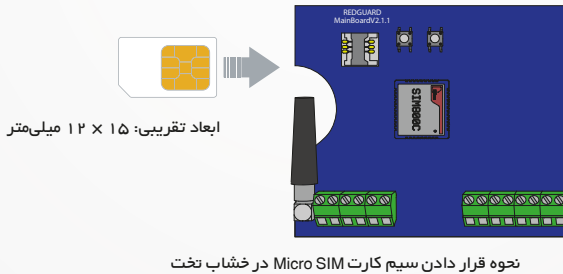 REDGUARD
MainBoardV2.1.1
SIM800C
ابعاد تقریبی: ۱۵ × ۱۲ میلی‌متر
نحوه قرار دادن سیم کارت Micro SIM در خشاب تخت